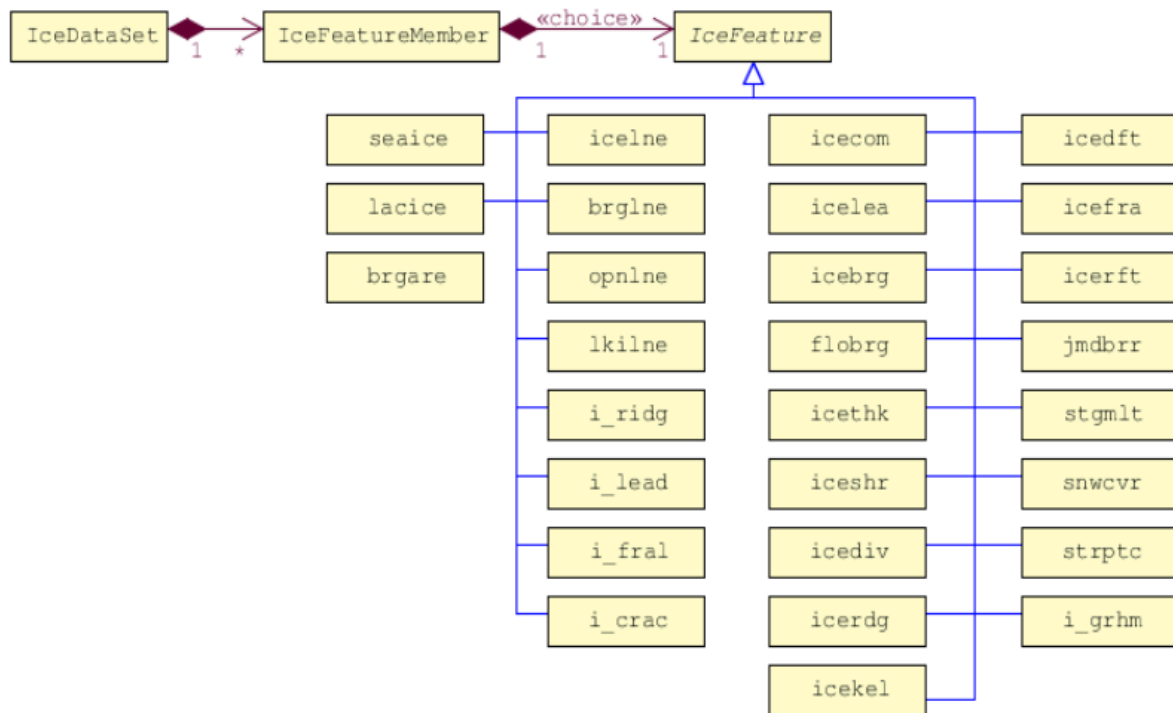 IceDataSet 1 * IceFeatureMember 1 «choice» 1 IceFeature
seaice icelne icecom icedft
lacice brglne icelea icefra
brgare opnlne icebrg icerft
lkilne flobrg jmdbrr
i_ridg icethk stgmlt
i_lead iceshr snwcvr
i_fral icediv strptc
i_crac icerdg i_grhm
icekel